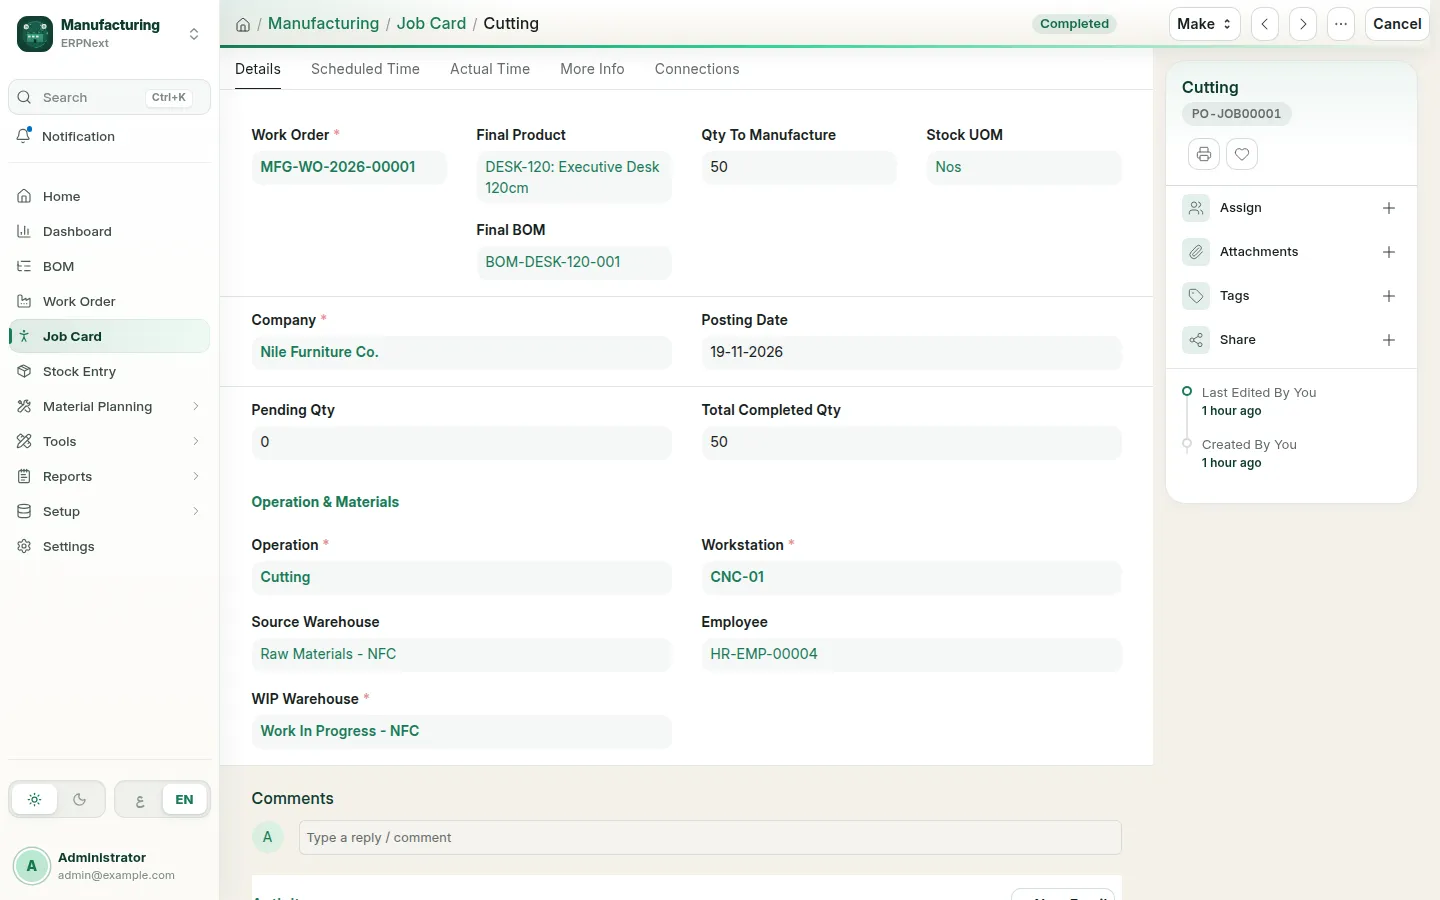 Manufacturing
ERPNext
Search
Ctrl+K
Notification
Home
Dashboard
BOM
Work Order
Job Card
Stock Entry
Material Planning
Tools
Reports
Setup
Settings
ع
EN
A
Administrator
admin@example.com
/ Manufacturing / Job Card / Cutting
Completed
Make
Cancel
Details
Scheduled Time
Actual Time
More Info
Connections
Work Order *
MFG-WO-2026-00001
Final Product
DESK-120: Executive Desk
120cm
Qty To Manufacture
50
Stock UOM
Nos
Final BOM
BOM-DESK-120-001
Company *
Nile Furniture Co.
Posting Date
19-11-2026
Pending Qty
0
Total Completed Qty
50
Operation & Materials
Operation *
Cutting
Workstation *
CNC-01
Source Warehouse
Raw Materials - NFC
Employee
HR-EMP-00004
WIP Warehouse *
Work In Progress - NFC
Comments
A
Type a reply / comment
Cutting
PO-JOB00001
Assign
Attachments
Tags
Share
Last Edited By You
1 hour ago
Created By You
1 hour ago